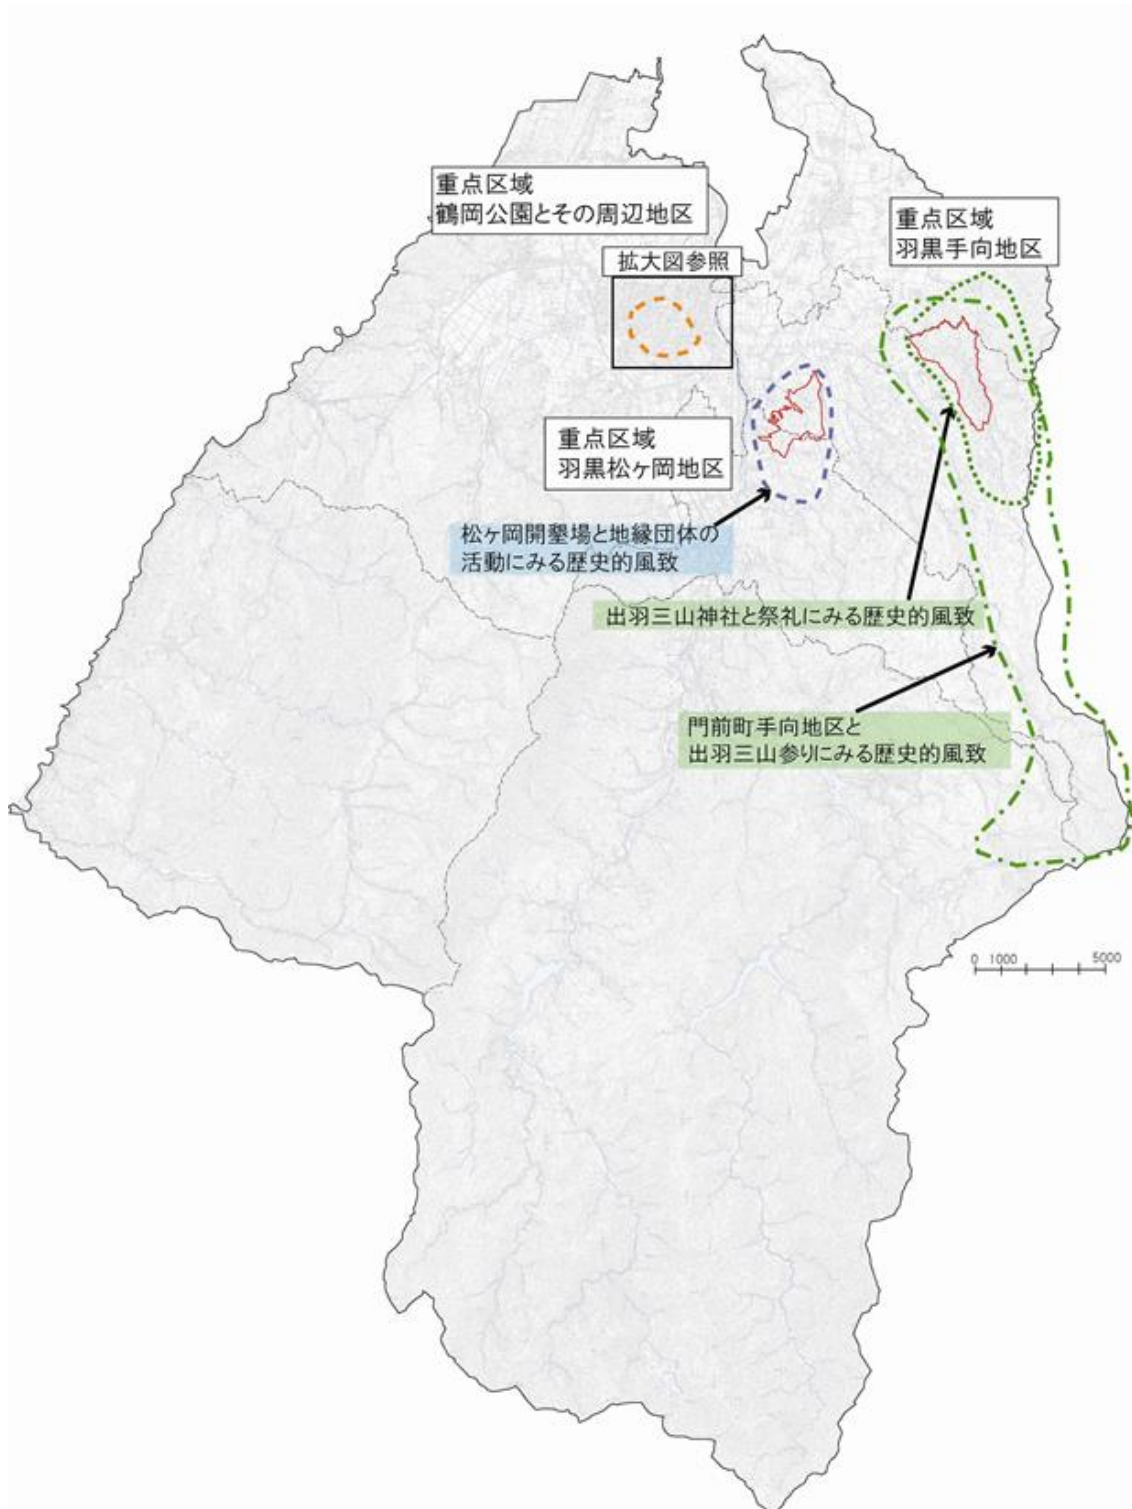 重点区域
鶴岡公園とその周辺地区
重点区域
羽黒手向地区
拡大図参照
重点区域
羽黒松ヶ岡地区
松ヶ岡開墾場と地縁団体の
活動にみる歴史的風致
出羽三山神社と祭礼にみる歴史的風致
門前町手向地区と
出羽三山参りにみる歴史的風致
0 1000 5000